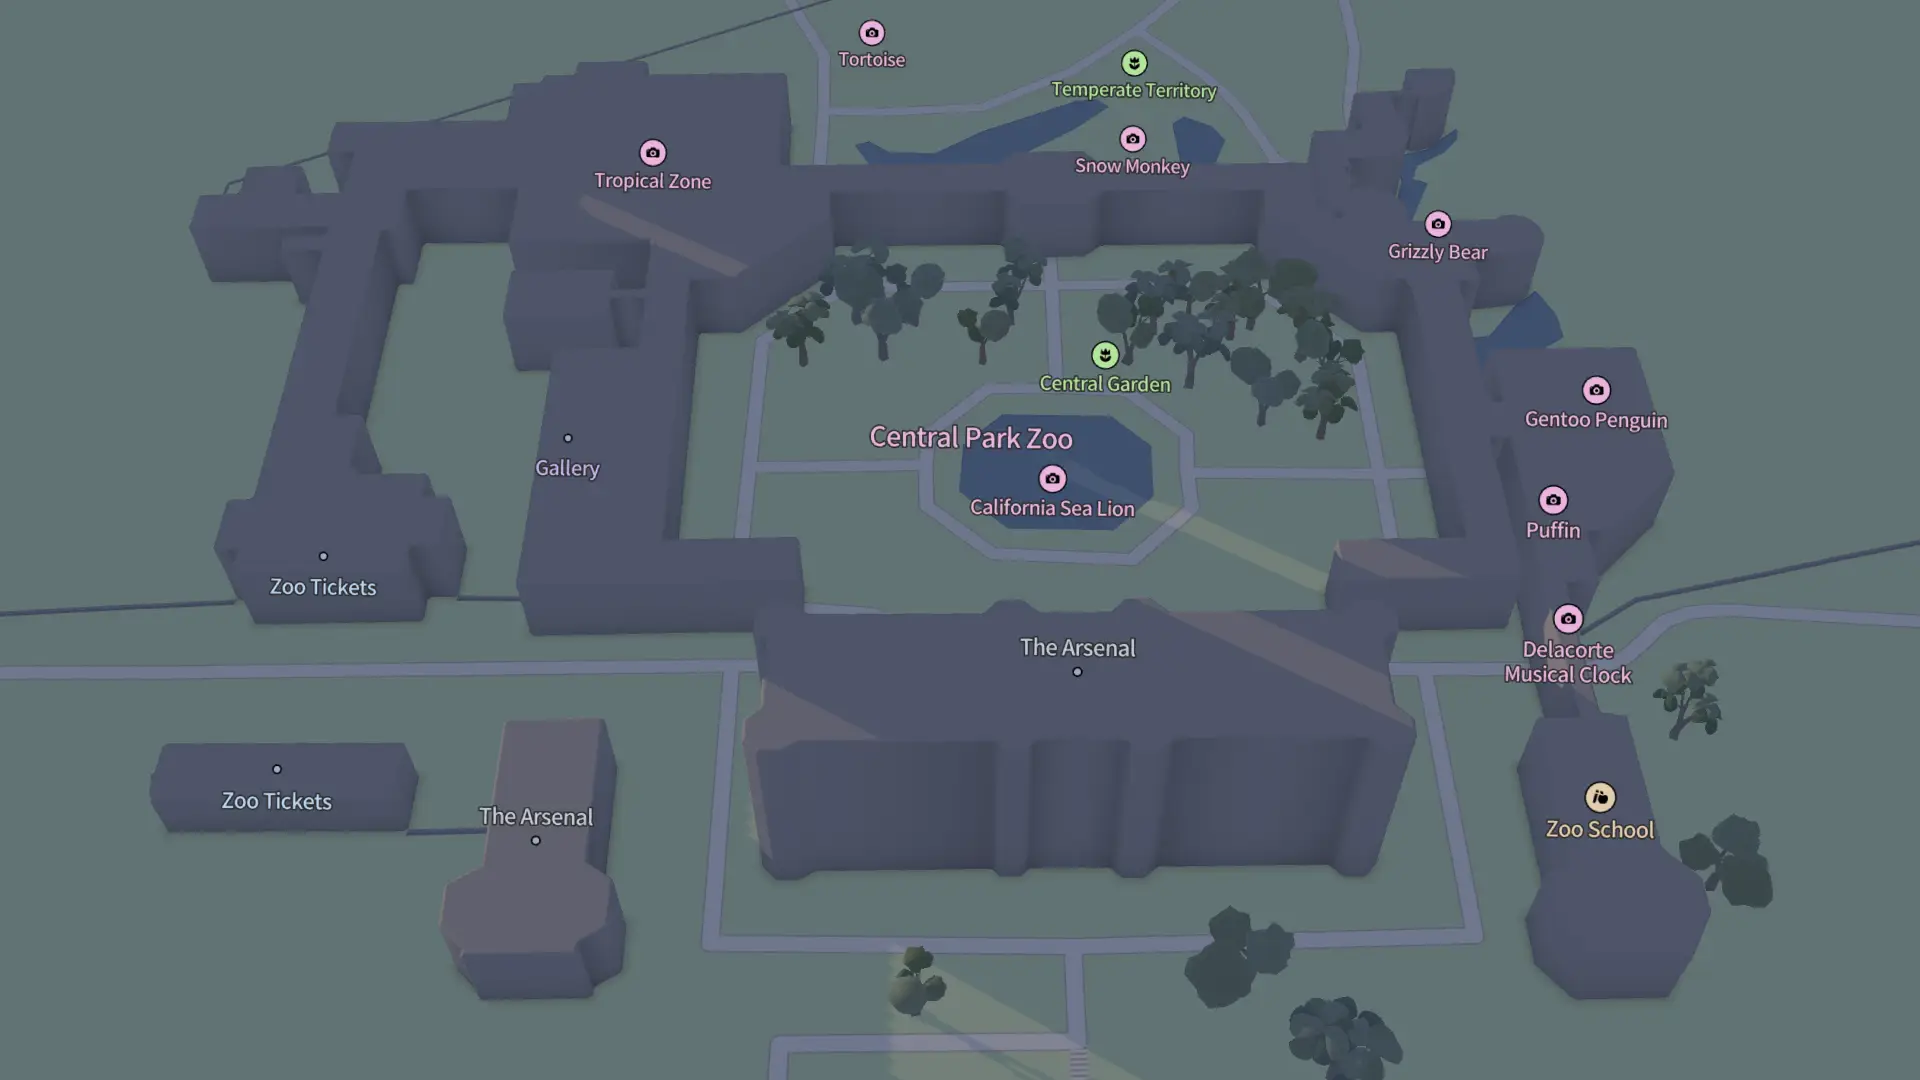 Tortoise
Temperate Territory
Snow Monkey
Tropical Zone
Grizzly Bear
Central Garden
Gentoo Penguin
Central Park Zoo
Gallery
California Sea Lion
Puffin
Zoo Tickets
The Arsenal
Delacorte
Musical Clock
Zoo Tickets
The Arsenal
Zoo School